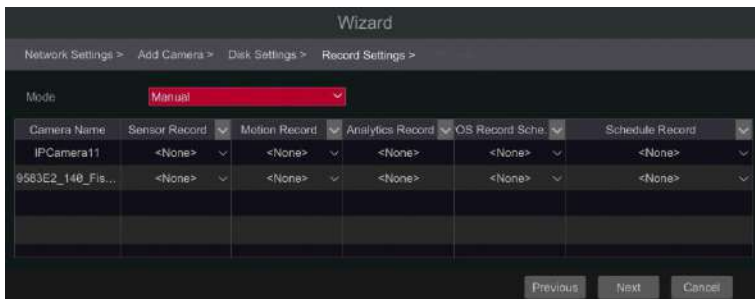 Wizard
Network Settings > Add Camera > Disk Settings > Record Settings >
Mode Manual
Camera Name Sensor Record Motion Record Analytics Record OS Record Sche. Schedule Record
IPCamera11 <None> <None> <None> <None> <None>
9583E2_140_Fis... <None> <None> <None> <None> <None>
Previous Next Cancel